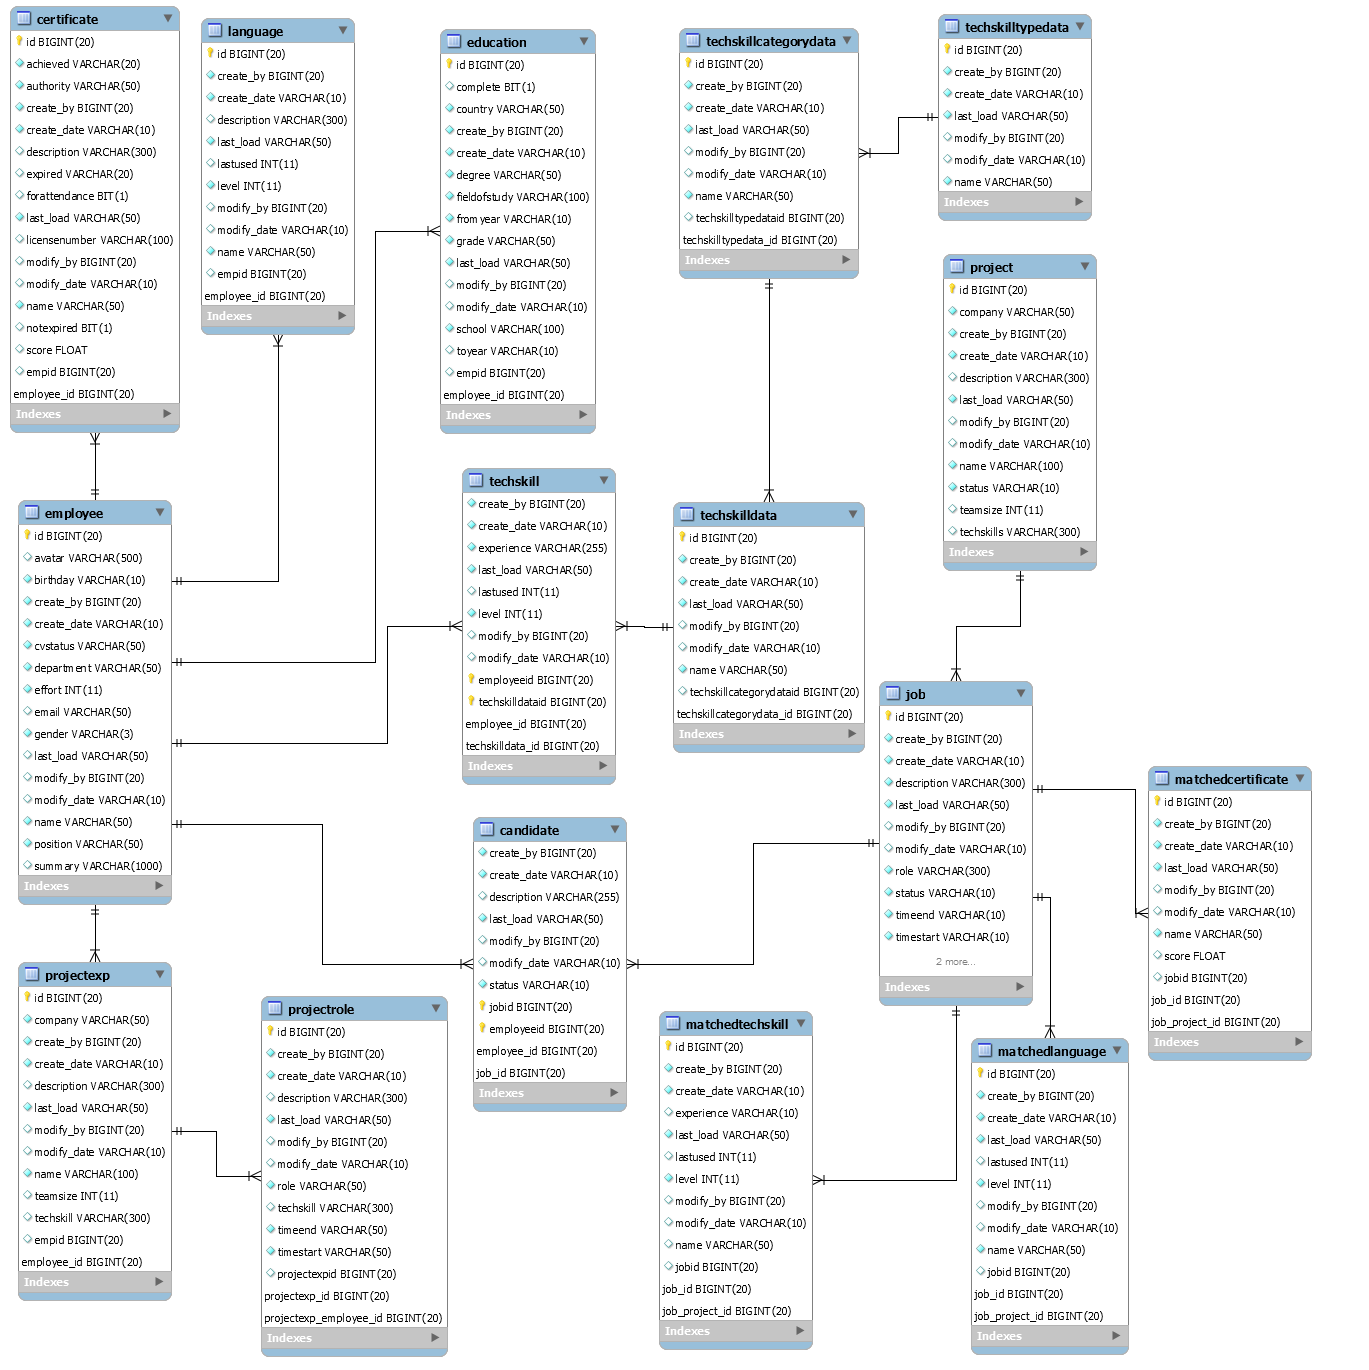 certificate
id BIGINT(20)
achieved VARCHAR(20)
authority VARCHAR(50)
create_by BIGINT(20)
create_date VARCHAR(10)
description VARCHAR(300)
expired VARCHAR(20)
forattendance BIT(1)
last_load VARCHAR(50)
licensenumber VARCHAR(100)
modify_by BIGINT(20)
modify_date VARCHAR(10)
name VARCHAR(50)
notexpired BIT(1)
score FLOAT
empid BIGINT(20)
employee_id BIGINT(20)
Indexes
language
id BIGINT(20)
create_by BIGINT(20)
create_date VARCHAR(10)
description VARCHAR(300)
last_load VARCHAR(50)
lastused INT(11)
level INT(11)
modify_by BIGINT(20)
modify_date VARCHAR(10)
name VARCHAR(50)
empid BIGINT(20)
employee_id BIGINT(20)
Indexes
education
id BIGINT(20)
complete BIT(1)
country VARCHAR(50)
create_by BIGINT(20)
create_date VARCHAR(10)
degree VARCHAR(50)
fieldofstudy VARCHAR(100)
fromyear VARCHAR(10)
grade VARCHAR(50)
last_load VARCHAR(50)
modify_by BIGINT(20)
modify_date VARCHAR(10)
school VARCHAR(100)
toyear VARCHAR(10)
empid BIGINT(20)
employee_id BIGINT(20)
Indexes
techskillcategorydata
id BIGINT(20)
create_by BIGINT(20)
create_date VARCHAR(10)
last_load VARCHAR(50)
modify_by BIGINT(20)
modify_date VARCHAR(10)
name VARCHAR(50)
techskilltypedataid BIGINT(20)
techskilltypedata_id BIGINT(20)
Indexes
techskilltypedata
id BIGINT(20)
create_by BIGINT(20)
create_date VARCHAR(10)
last_load VARCHAR(50)
modify_by BIGINT(20)
modify_date VARCHAR(10)
name VARCHAR(50)
Indexes
project
id BIGINT(20)
company VARCHAR(50)
create_by BIGINT(20)
create_date VARCHAR(10)
description VARCHAR(300)
last_load VARCHAR(50)
modify_by BIGINT(20)
modify_date VARCHAR(10)
name VARCHAR(100)
status VARCHAR(10)
teamsize INT(11)
techskills VARCHAR(300)
Indexes
employee
id BIGINT(20)
avatar VARCHAR(500)
birthday VARCHAR(10)
create_by BIGINT(20)
create_date VARCHAR(10)
cvstatus VARCHAR(50)
department VARCHAR(50)
effort INT(11)
email VARCHAR(50)
gender VARCHAR(3)
last_load VARCHAR(50)
modify_by BIGINT(20)
modify_date VARCHAR(10)
name VARCHAR(50)
position VARCHAR(50)
summary VARCHAR(1000)
Indexes
techskill
create_by BIGINT(20)
create_date VARCHAR(10)
experience VARCHAR(255)
last_load VARCHAR(50)
lastused INT(11)
level INT(11)
modify_by BIGINT(20)
modify_date VARCHAR(10)
employeeid BIGINT(20)
techskilldataid BIGINT(20)
employee_id BIGINT(20)
techskilldata_id BIGINT(20)
Indexes
techskilldata
id BIGINT(20)
create_by BIGINT(20)
create_date VARCHAR(10)
last_load VARCHAR(50)
modify_by BIGINT(20)
modify_date VARCHAR(10)
name VARCHAR(50)
techskillcategorydataid BIGINT(20)
techskillcategorydata_id BIGINT(20)
Indexes
job
id BIGINT(20)
create_by BIGINT(20)
create_date VARCHAR(10)
description VARCHAR(300)
last_load VARCHAR(50)
modify_by BIGINT(20)
modify_date VARCHAR(10)
role VARCHAR(300)
status VARCHAR(10)
timeend VARCHAR(10)
timestart VARCHAR(10)
2 more...
Indexes
matchedcertificate
id BIGINT(20)
create_by BIGINT(20)
create_date VARCHAR(10)
last_load VARCHAR(50)
modify_by BIGINT(20)
modify_date VARCHAR(10)
name VARCHAR(50)
score FLOAT
jobid BIGINT(20)
job_id BIGINT(20)
job_project_id BIGINT(20)
Indexes
candidate
create_by BIGINT(20)
create_date VARCHAR(10)
description VARCHAR(255)
last_load VARCHAR(50)
modify_by BIGINT(20)
modify_date VARCHAR(10)
status VARCHAR(10)
jobid BIGINT(20)
employeeid BIGINT(20)
employee_id BIGINT(20)
job_id BIGINT(20)
Indexes
projectexp
id BIGINT(20)
company VARCHAR(50)
create_by BIGINT(20)
create_date VARCHAR(10)
description VARCHAR(300)
last_load VARCHAR(50)
modify_by BIGINT(20)
modify_date VARCHAR(10)
name VARCHAR(100)
teamsize INT(11)
techskill VARCHAR(300)
empid BIGINT(20)
employee_id BIGINT(20)
Indexes
projectrole
id BIGINT(20)
create_by BIGINT(20)
create_date VARCHAR(10)
description VARCHAR(300)
last_load VARCHAR(50)
modify_by BIGINT(20)
modify_date VARCHAR(10)
role VARCHAR(50)
techskill VARCHAR(300)
timeend VARCHAR(50)
timestart VARCHAR(50)
projectexpid BIGINT(20)
projectexp_id BIGINT(20)
projectexp_employee_id BIGINT(20)
Indexes
matchedtechskill
id BIGINT(20)
create_by BIGINT(20)
create_date VARCHAR(10)
experience VARCHAR(10)
last_load VARCHAR(50)
lastused INT(11)
level INT(11)
modify_by BIGINT(20)
modify_date VARCHAR(10)
name VARCHAR(50)
jobid BIGINT(20)
job_id BIGINT(20)
job_project_id BIGINT(20)
Indexes
matchedlanguage
id BIGINT(20)
create_by BIGINT(20)
create_date VARCHAR(10)
last_load VARCHAR(50)
lastused INT(11)
level INT(11)
modify_by BIGINT(20)
modify_date VARCHAR(10)
name VARCHAR(50)
jobid BIGINT(20)
job_id BIGINT(20)
job_project_id BIGINT(20)
Indexes